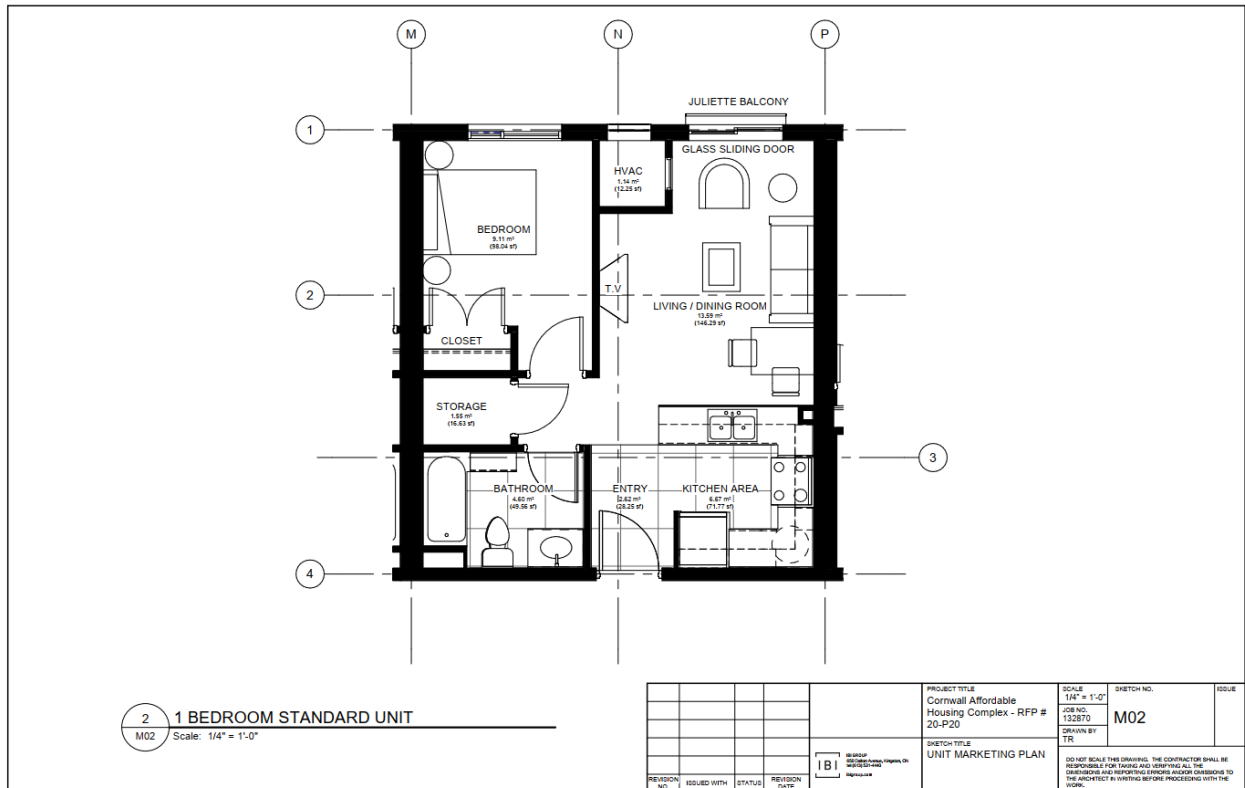 M
N
P
JULIETTE BALCONY
1
GLASS SLIDING DOOR
HVAC
1.14 m²
(12.25 sf)
BEDROOM
9.11 m²
(98.04 sf)
2
T.V
LIVING / DINING ROOM
13.59 m²
(146.29 sf)
CLOSET
STORAGE
1.55 m²
(16.63 sf)
3
BATHROOM
4.60 m²
(49.56 sf)
ENTRY
2.62 m²
(28.25 sf)
KITCHEN AREA
6.67 m²
(71.77 sf)
4
2
M02
1 BEDROOM STANDARD UNIT
Scale: 1/4" = 1'-0"
REVISION
NO.
ISSUED WITH
STATUS
REVISION
DATE
IBI
IBI GROUP
ibigroup.com
PROJECT TITLE
Cornwall Affordable
Housing Complex - RFP #
20-P20
SKETCH TITLE
UNIT MARKETING PLAN
SCALE
1/4" = 1'-0"
JOB NO.
132870
DRAWN BY
TR
SKETCH NO.
M02
ISSUE
DO NOT SCALE THIS DRAWING. THE CONTRACTOR SHALL BE
RESPONSIBLE FOR TAKING AND VERIFYING ALL THE
DIMENSIONS AND REPORTING ERRORS AND/OR OMISSIONS TO
THE ARCHITECT IN WRITING BEFORE PROCEEDING WITH THE
WORK.